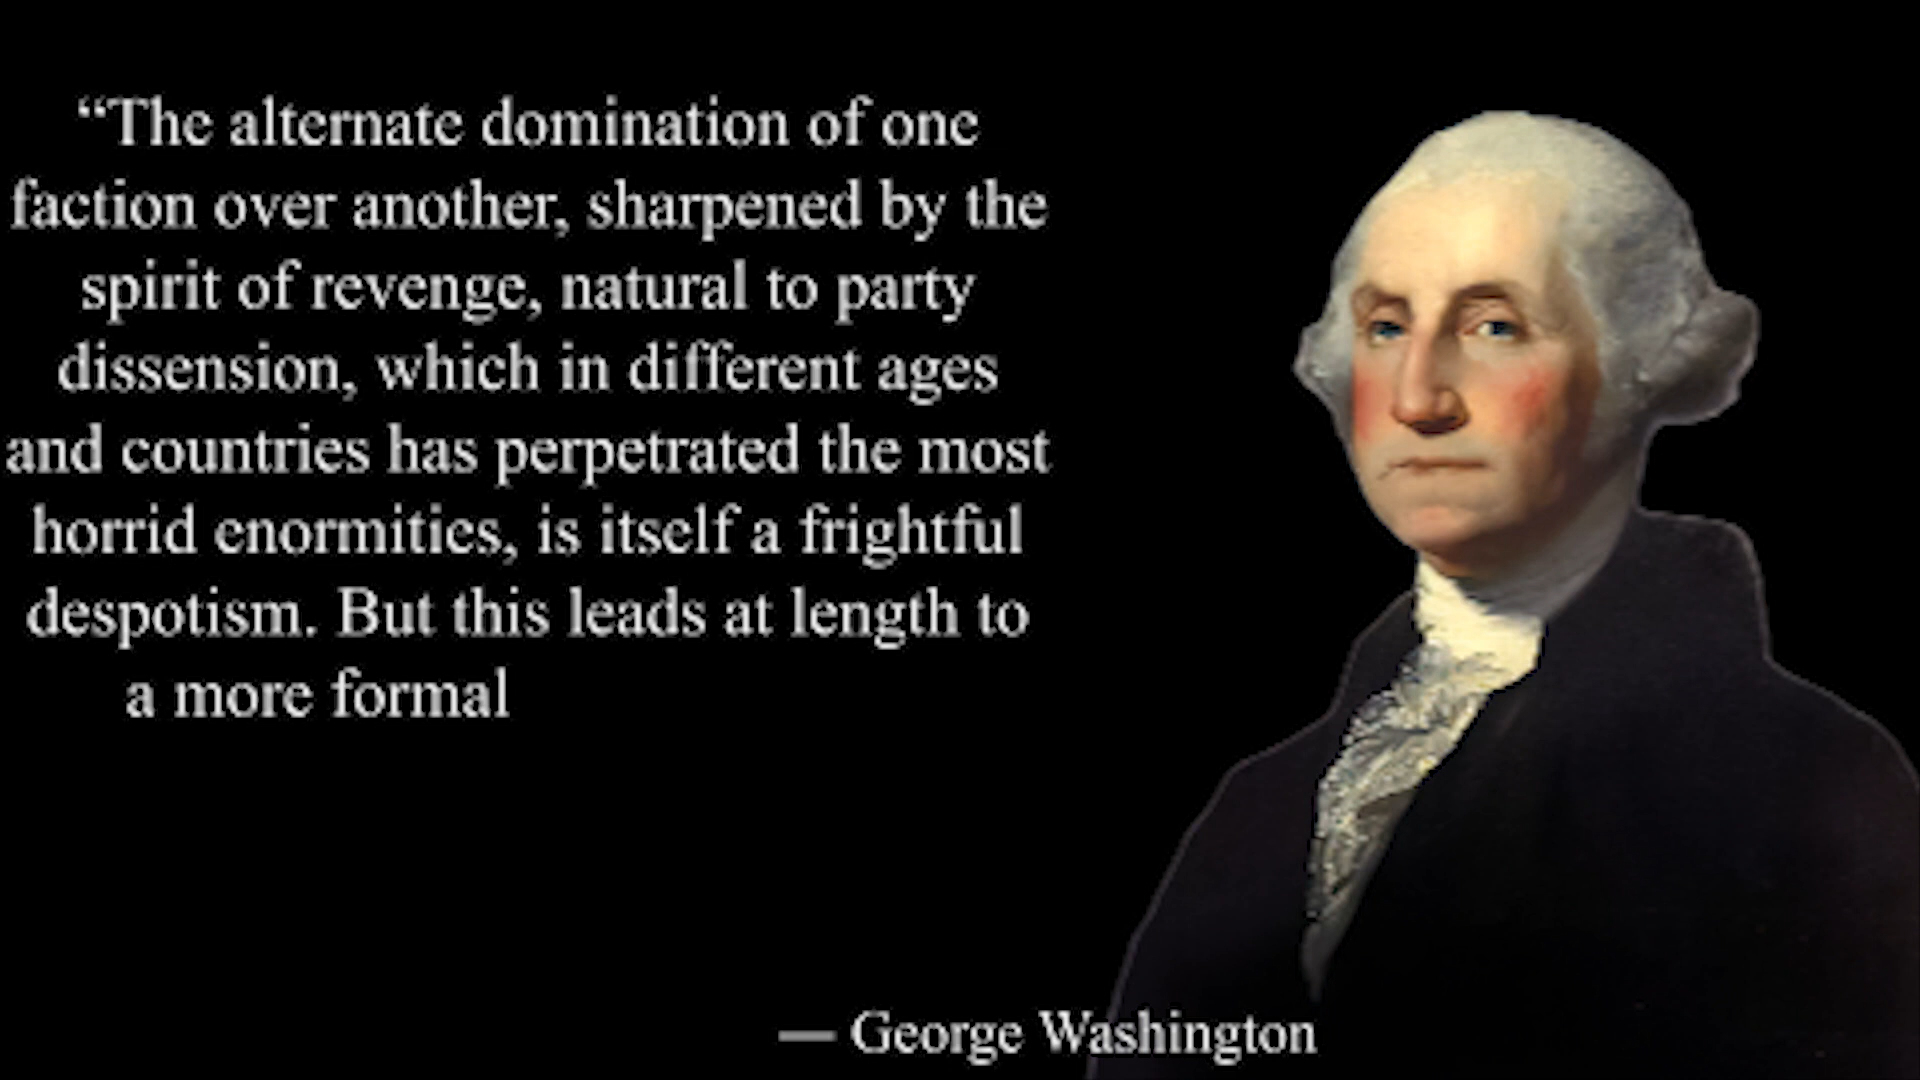 “The alternate domination of one
faction over another, sharpened by the
spirit of revenge, natural to party
dissension, which in different ages
and countries has perpetrated the most
horrid enormities, is itself a frightful
despotism. But this leads at length to
a more formal
— George Washington